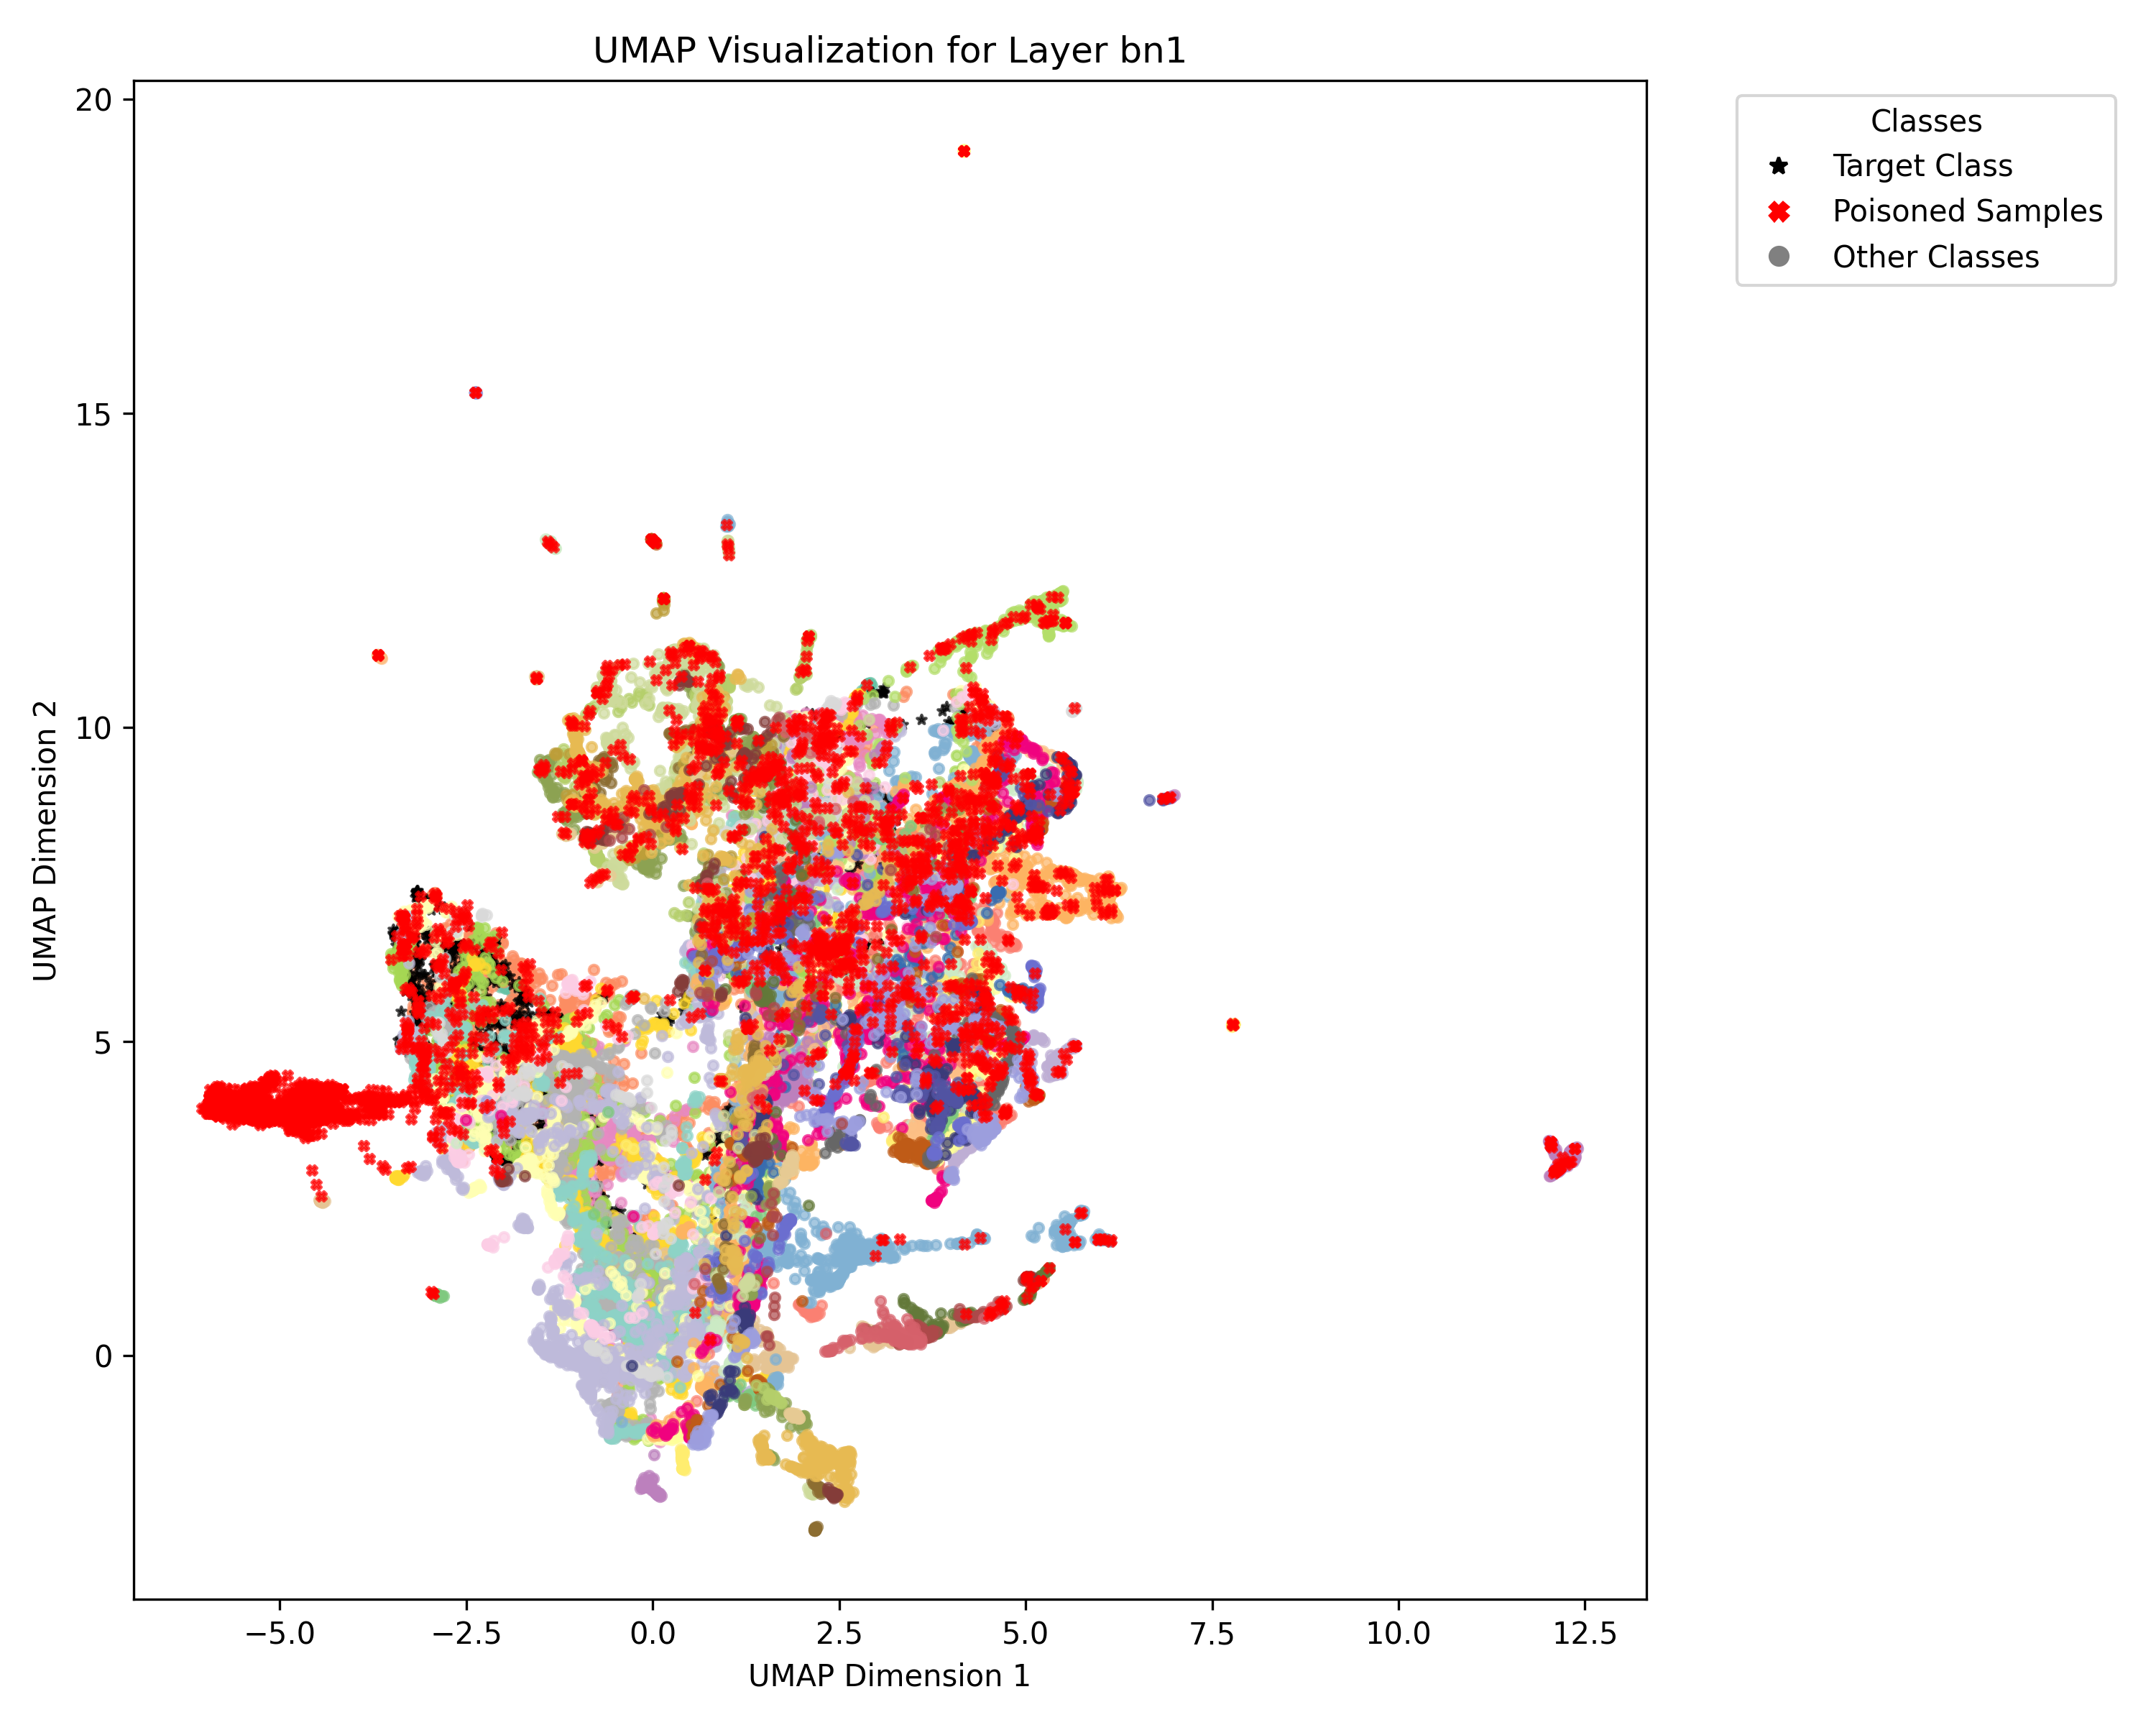 UMAP Visualization for Layer bn1
Classes
Target Class
Poisoned Samples
Other Classes
UMAP Dimension 2
20
15
10
5
0
−5.0
−2.5
0.0
2.5
5.0
7.5
10.0
12.5
UMAP Dimension 1